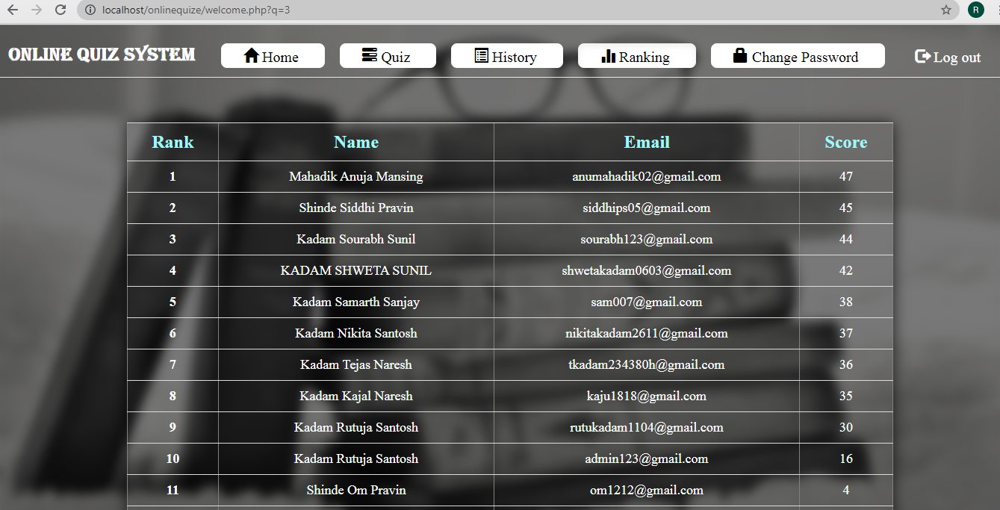 localhost/onlinequize/welcome.php?q=3
R
ONLINE QUIZ SYSTEM Home Quiz History Ranking Change Password Log out
Rank Name Email Score
1 Mahadik Anuja Mansing anumahadik02@gmail.com 47
2 Shinde Siddhi Pravin siddhips05@gmail.com 45
3 Kadam Sourabh Sunil sourabh123@gmail.com 44
4 KADAM SHWETA SUNIL shwetakadam0603@gmail.com 42
5 Kadam Samarth Sanjay sam007@gmail.com 38
6 Kadam Nikita Santosh nikitakadam2611@gmail.com 37
7 Kadam Tejas Naresh tkadam234380h@gmail.com 36
8 Kadam Kajal Naresh kaju1818@gmail.com 35
9 Kadam Rutuja Santosh rutukadam1104@gmail.com 30
10 Kadam Rutuja Santosh admin123@gmail.com 16
11 Shinde Om Pravin om1212@gmail.com 4